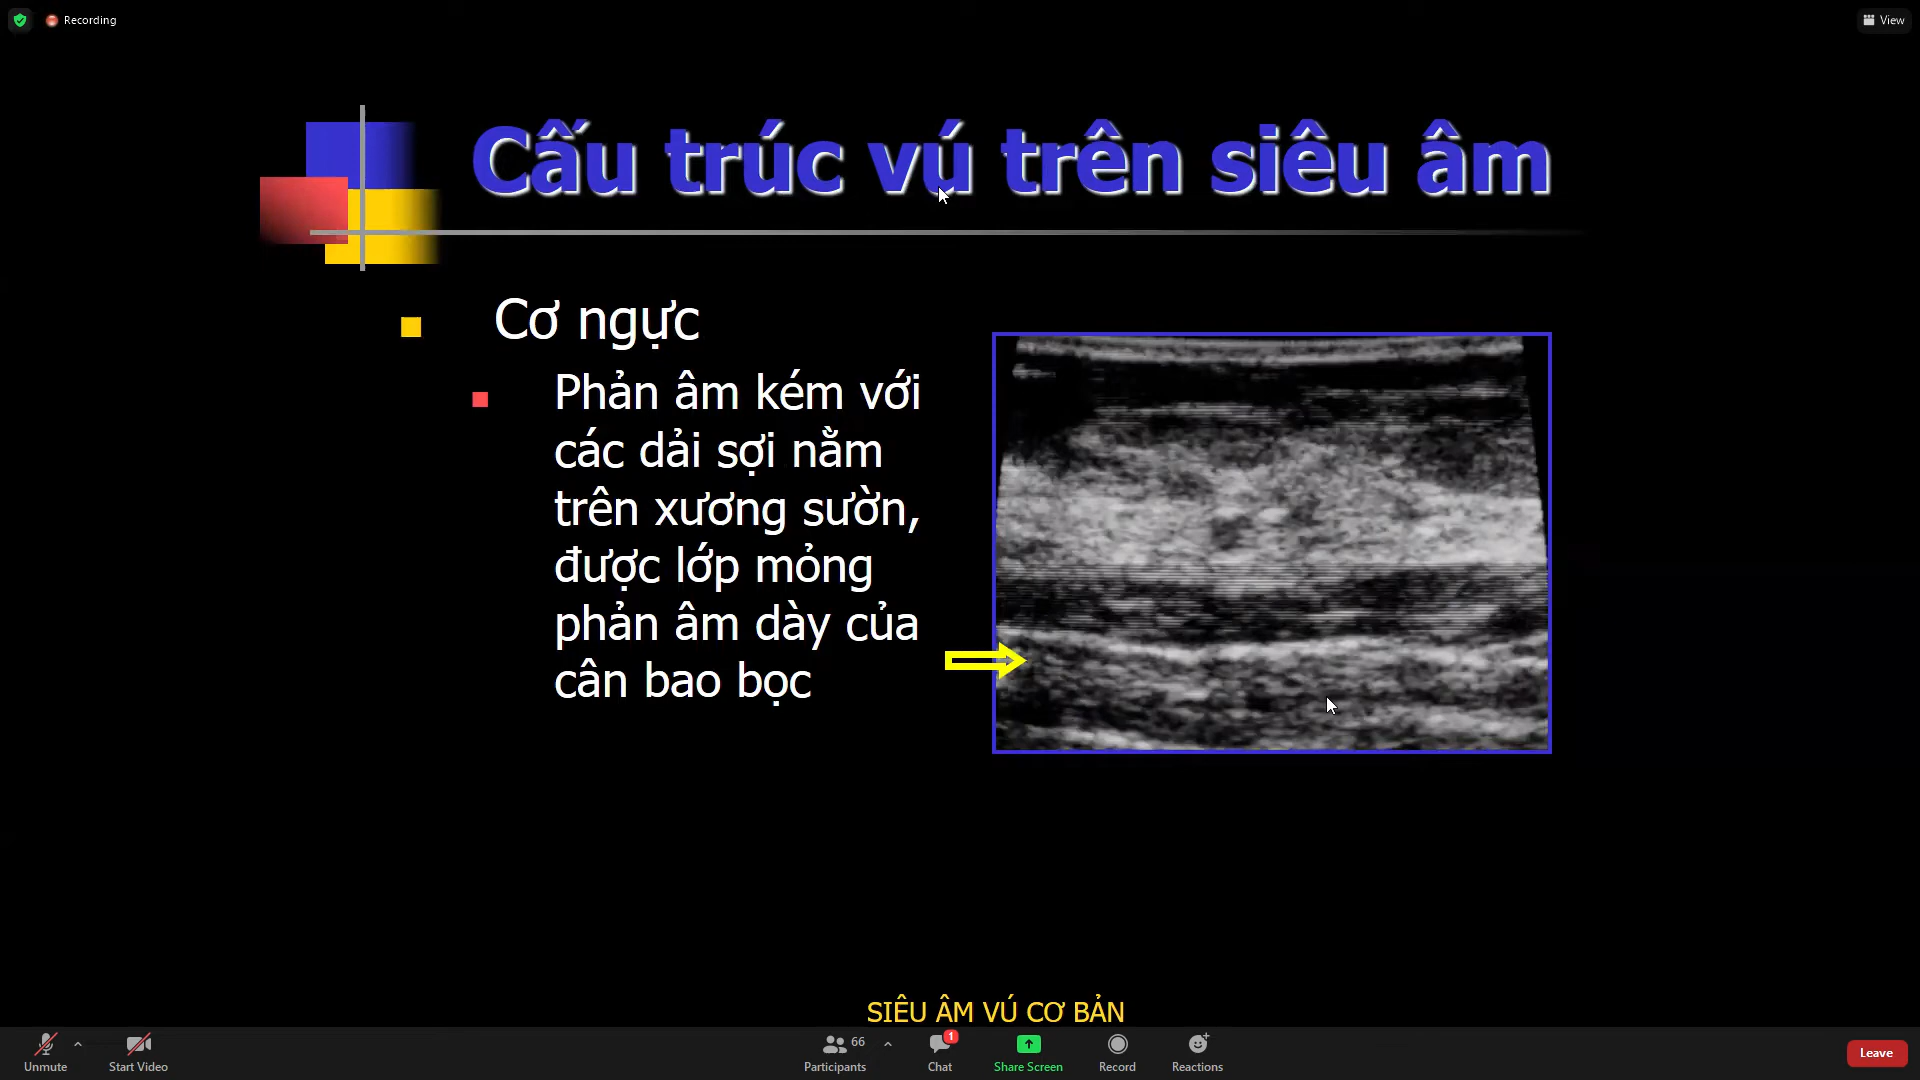 Recording
View
Cấu trúc vú trên siêu âm
Cơ ngực
Phản âm kém với
các dải sợi nằm
trên xương sườn,
được lớp mỏng
phản âm dày của
cân bao bọc
SIÊU ÂM VÚ CƠ BẢN
Unmute
Start Video
66
Participants
1
Chat
Share Screen
Record
Reactions
Leave